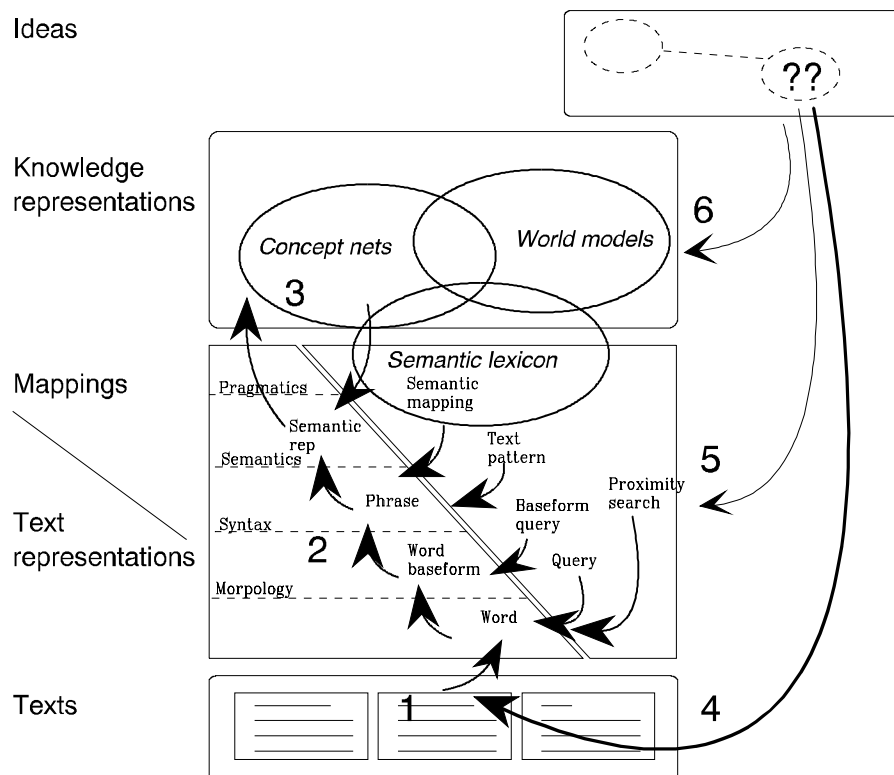 Ideas
??
Knowledge
representations
6
Concept nets
World models
3
Semantic lexicon
Mappings
Pragmatics
Semantic
mapping
Semantic
rep
Text
pattern
Semantics
5
Proximity
search
Phrase
Baseform
query
Text
representations
Syntax
2
Word
baseform
Query
Morpology
Word
Texts
1
4